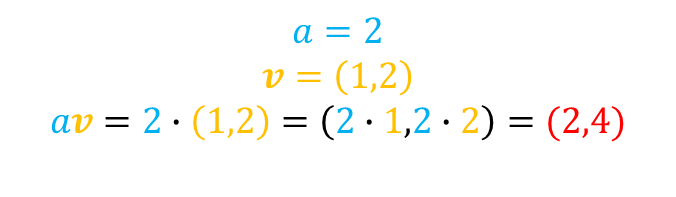 a = 2
v = (1,2)
av = 2 · (1,2) = (2 · 1,2 · 2) = (2,4)